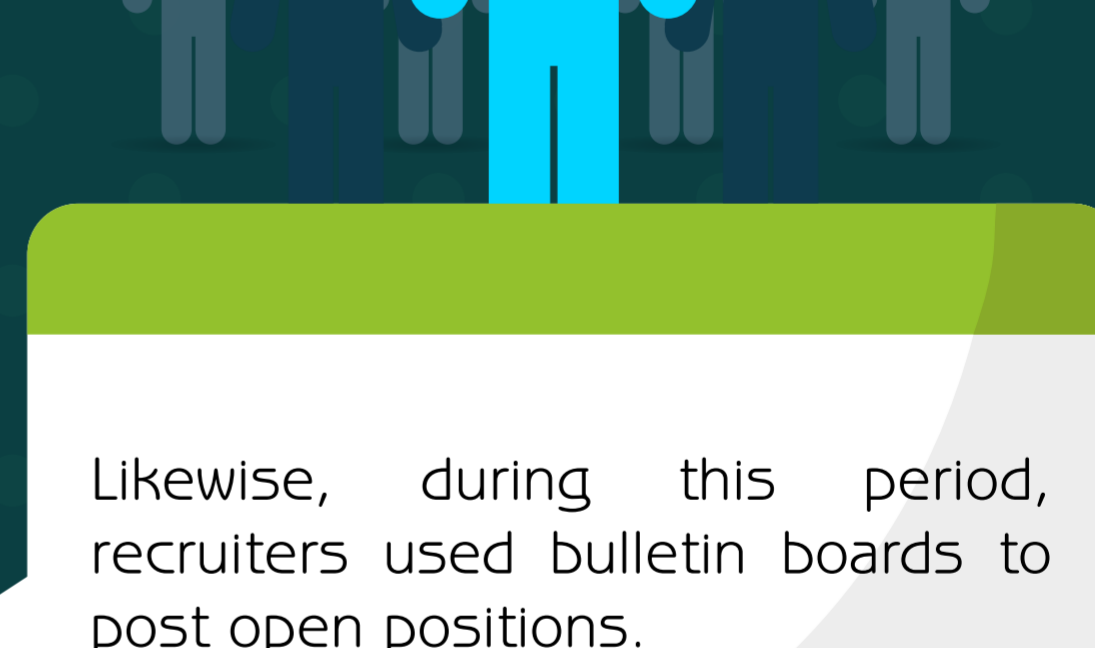 Likewise, during this period,
recruiters used bulletin boards to
post open positions.